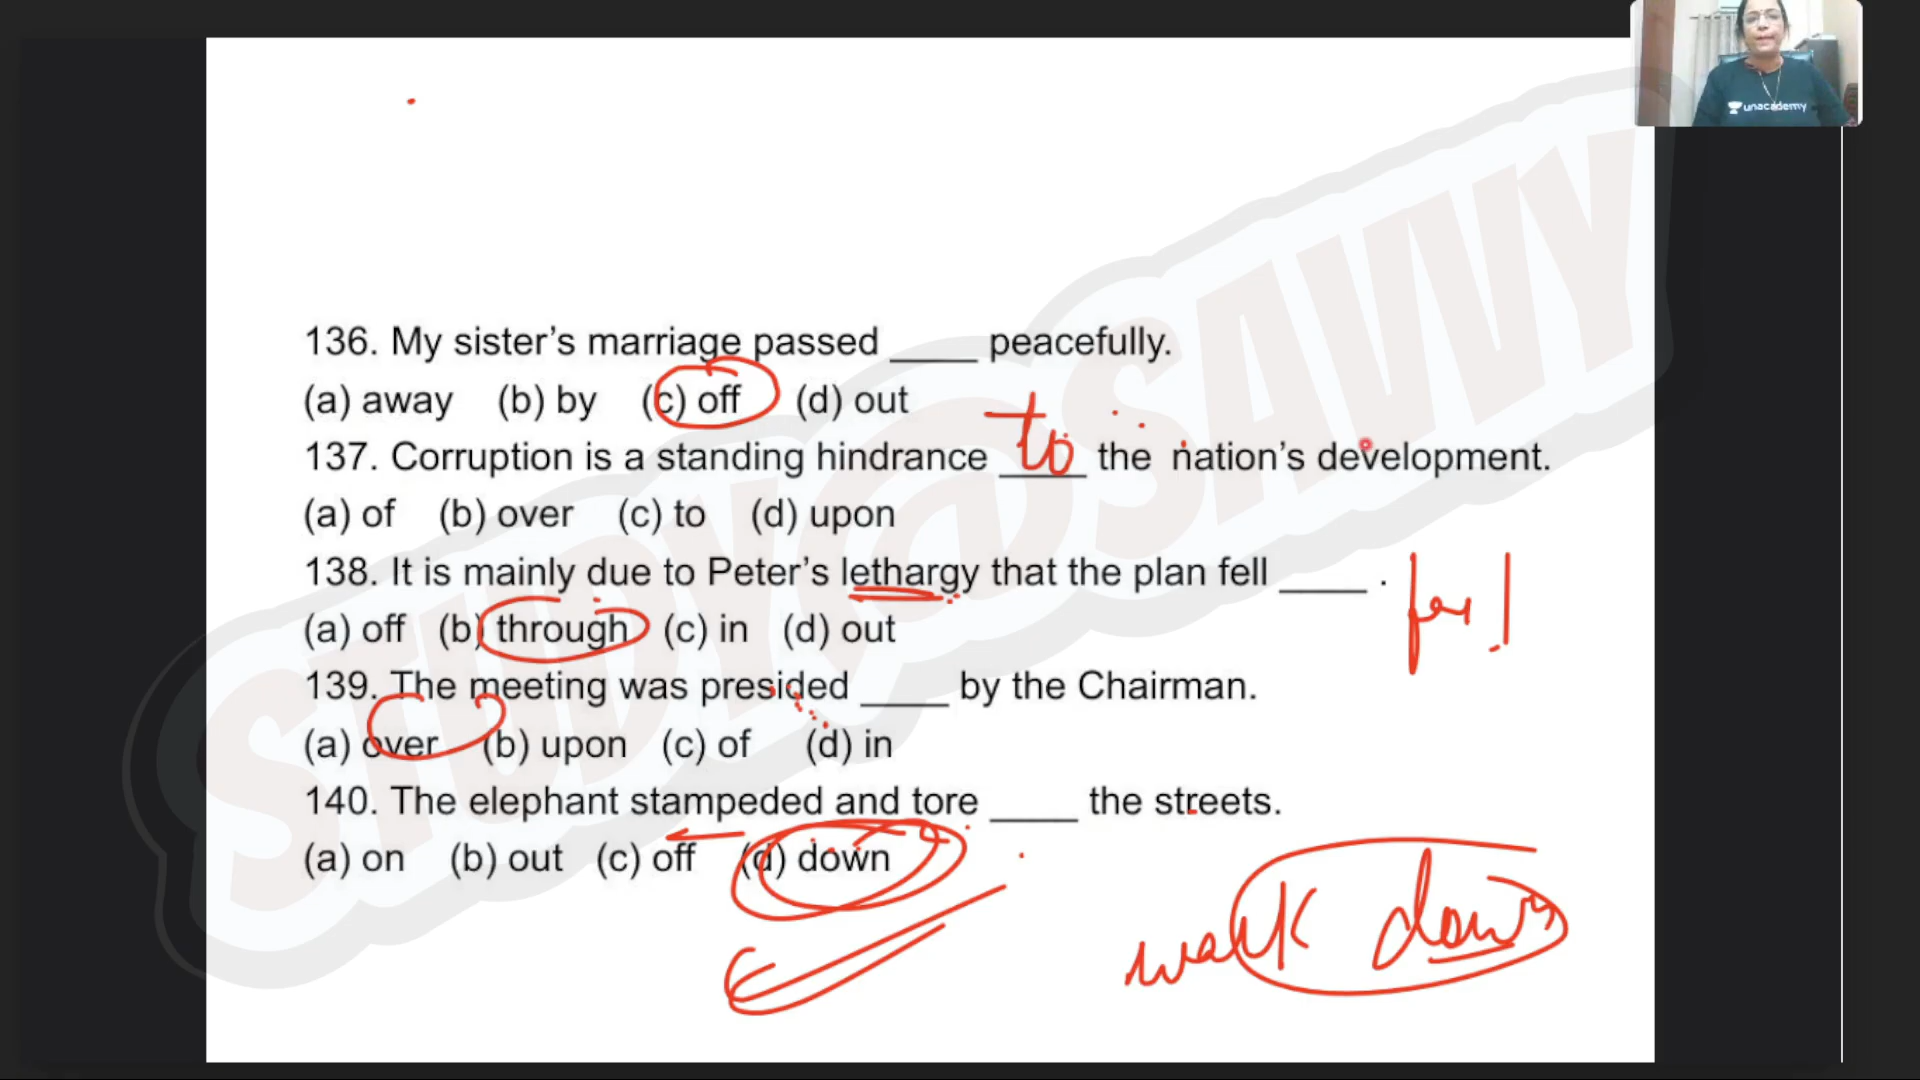 unacademy
136. My sister’s marriage passed ____ peacefully.
(a) away (b) by (c) off (d) out
137. Corruption is a standing hindrance to the nation’s development.
(a) of (b) over (c) to (d) upon
138. It is mainly due to Peter’s lethargy that the plan fell ____ .
(a) off (b) through (c) in (d) out
139. The meeting was presided ____ by the Chairman.
(a) over (b) upon (c) of (d) in
140. The elephant stampeded and tore ____ the streets.
(a) on (b) out (c) off (d) down
walk down
STUDY@SAVVY